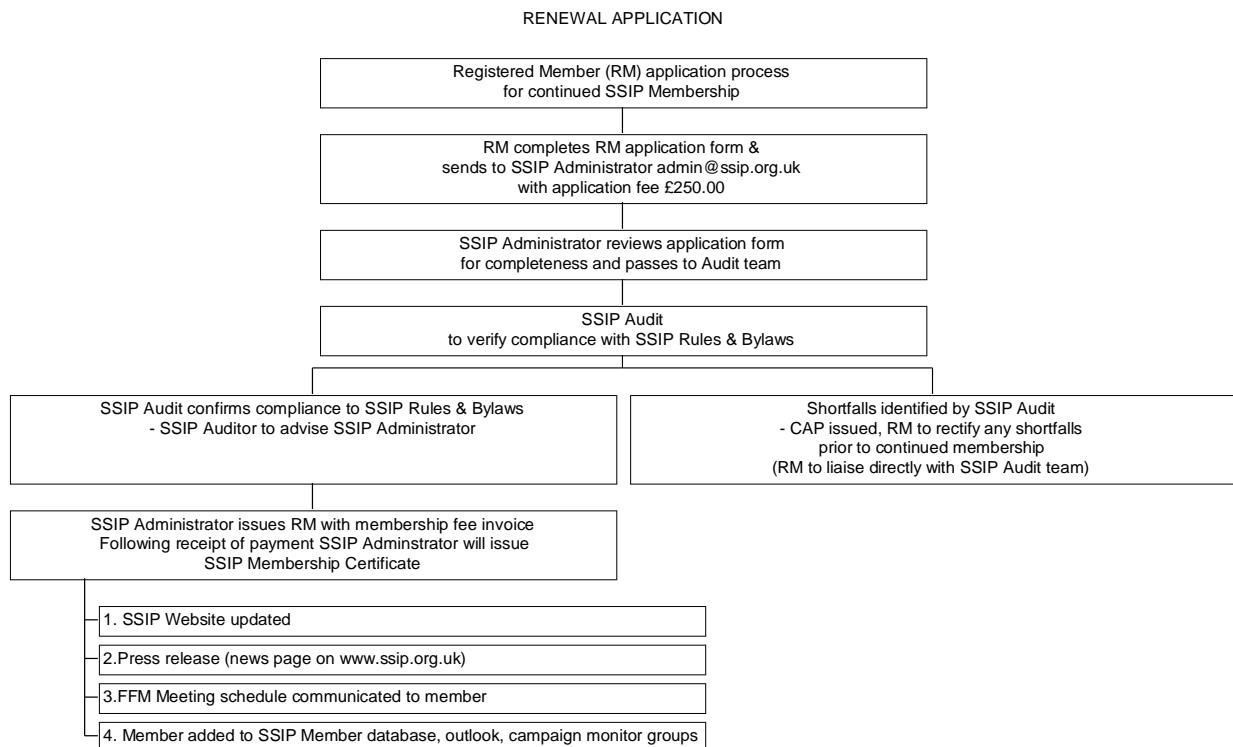 RENEWAL APPLICATION
Registered Member (RM) application process
for continued SSIP Membership
RM completes RM application form &
sends to SSIP Administrator admin@ssip.org.uk
with application fee £250.00
SSIP Administrator reviews application form
for completeness and passes to Audit team
SSIP Audit
to verify compliance with SSIP Rules & Bylaws
SSIP Audit confirms compliance to SSIP Rules & Bylaws
- SSIP Auditor to advise SSIP Administrator
Shortfalls identified by SSIP Audit
- CAP issued, RM to rectify any shortfalls
prior to continued membership
(RM to liaise directly with SSIP Audit team)
SSIP Administrator issues RM with membership fee invoice
Following receipt of payment SSIP Adminstrator will issue
SSIP Membership Certificate
1. SSIP Website updated
2.Press release (news page on www.ssip.org.uk)
3.FFM Meeting schedule communicated to member
4. Member added to SSIP Member database, outlook, campaign monitor groups